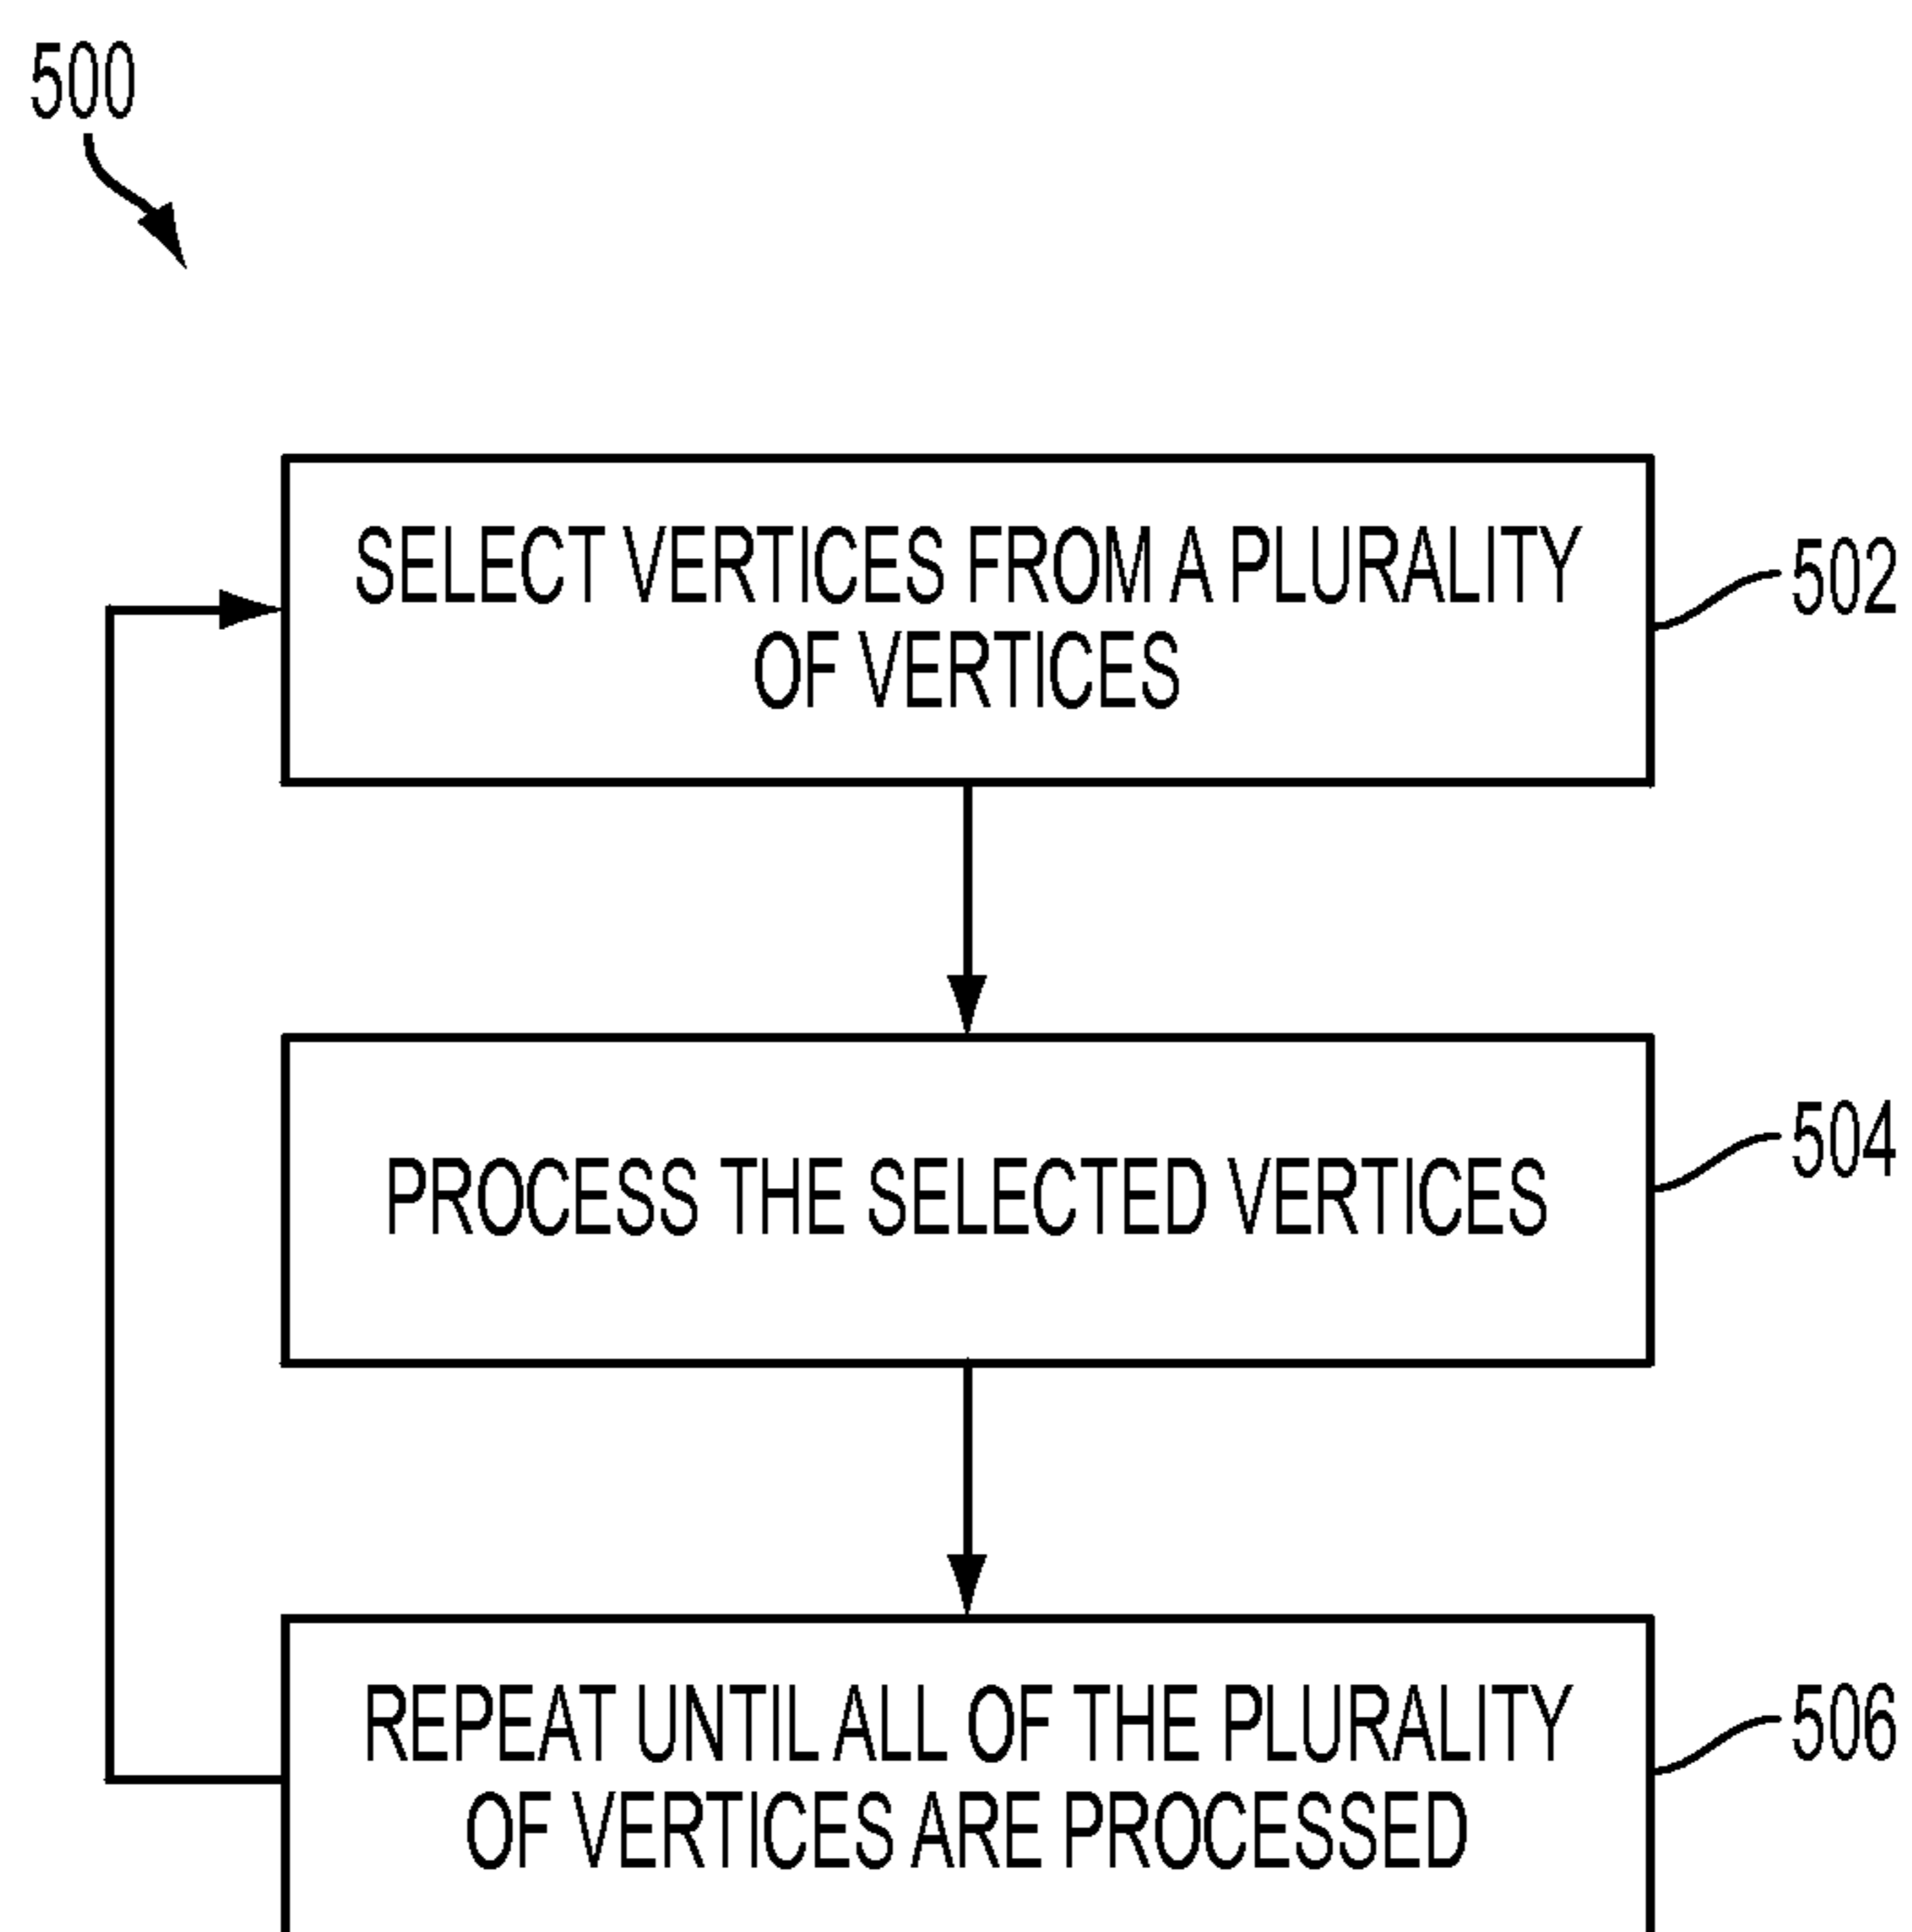 500
SELECT VERTICES FROM A PLURALITY
OF VERTICES
502
PROCESS THE SELECTED VERTICES
504
REPEAT UNTIL ALL OF THE PLURALITY
OF VERTICES ARE PROCESSED
506